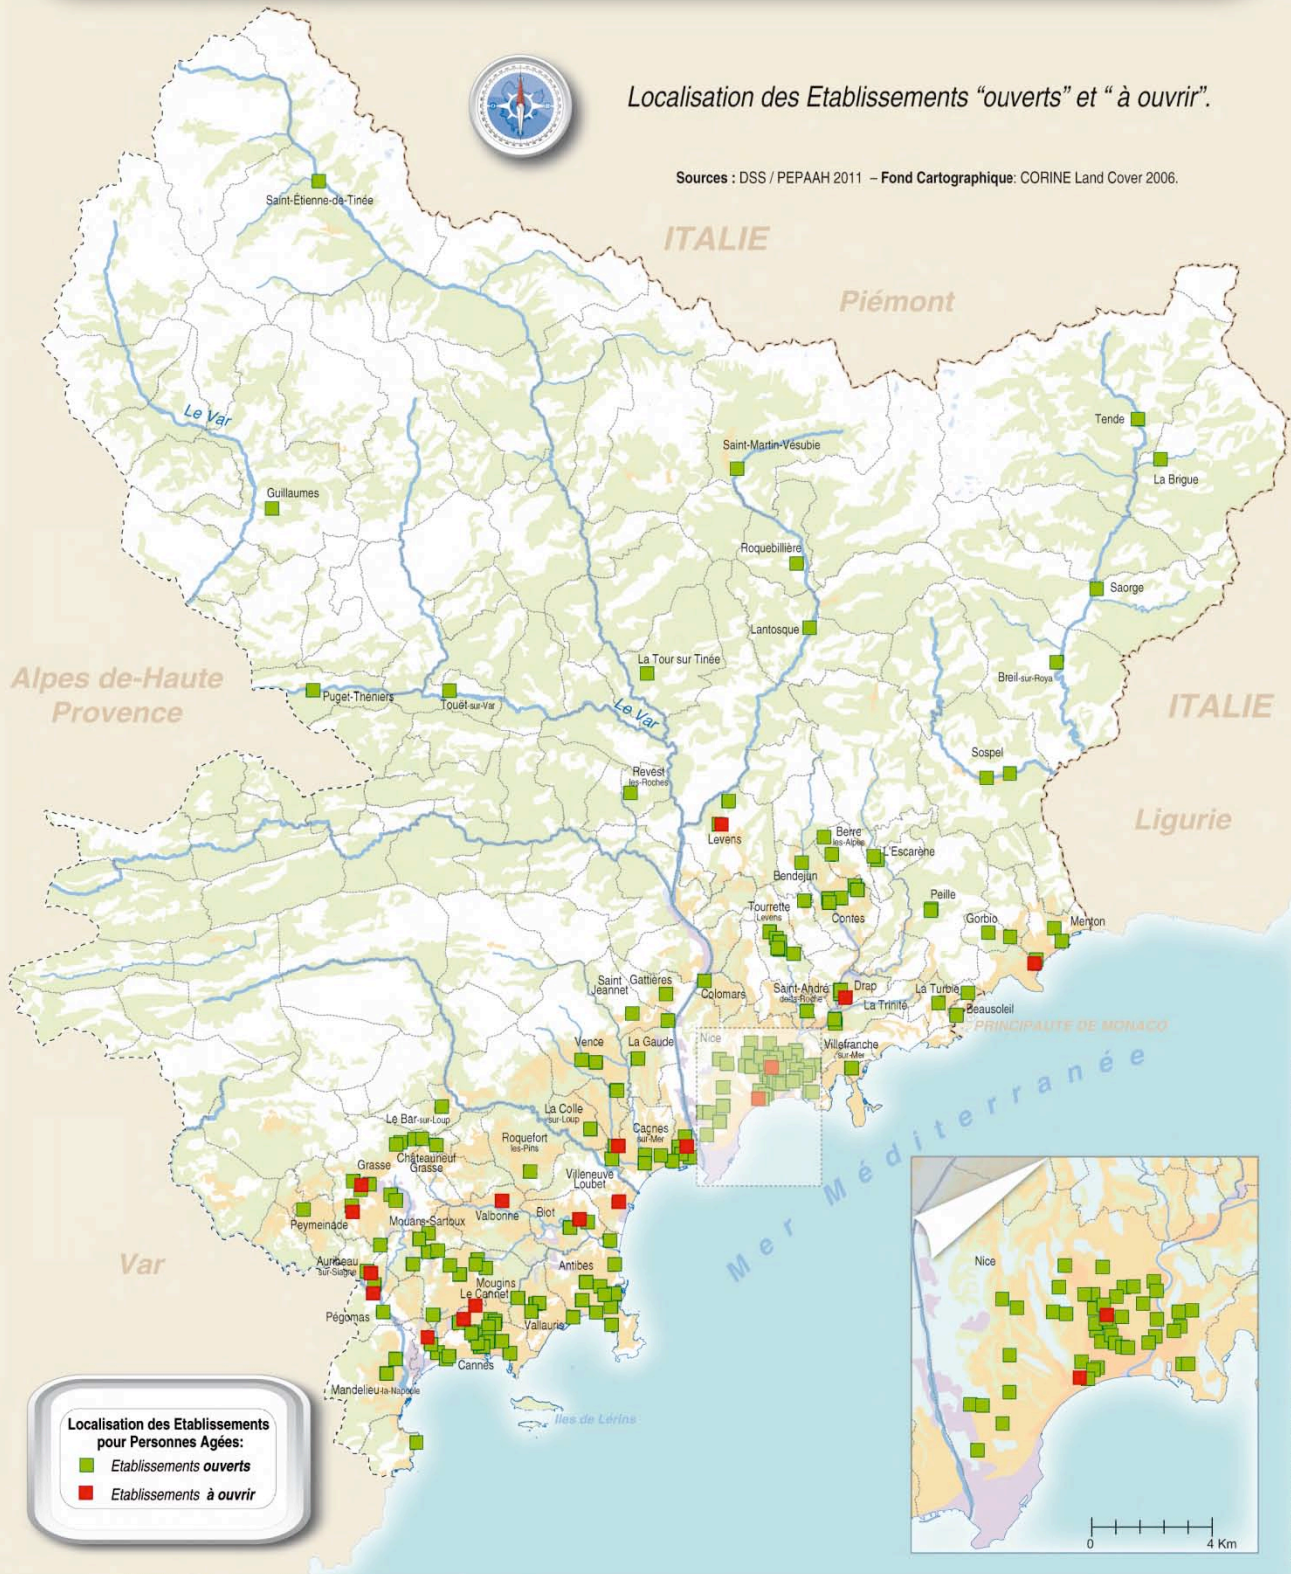 Localisation des Etablissements "ouverts" et " à ouvrir".
Sources : DSS / PEPAAH 2011 – Fond Cartographique: CORINE Land Cover 2006.
Saint-Étienne-de-Tinée
ITALIE
Piémont
Le Var
Tende
Saint-Martin-Vésubie
La Brigue
Guillaumes
Roquebillière
Saorge
Lantosque
La Tour sur Tinée
Breil-sur-Roya
Alpes de-Haute
Provence
Puget-Théniers
Touët-sur-Var
Le Var
ITALIE
Sospel
Revest
les-Roches
Ligurie
Levens
Berre
les-Alpes
L'Escarène
Bendejun
Peille
Tourrette
Levens
Contes
Gorbio
Menton
Saint
Jeannet
Gattières
Colomars
Saint-André
de-la-Roche
Drap
La Trinité
La Turbie
Beausoleil
PRINCIPAUTE DE MONACO
Nice
Vence
La Gaude
Villefranche
sur-Mer
Mer Méditerranée
Le Bar-sur-Loup
La Colle
sur-Loup
Cagnes
sur-Mer
Roquefort
les-Pins
Châteauneuf
Grasse
Grasse
Villeneuve
Loubet
Peymeinade
Mouans-Sartoux
Valbonne
Biot
Var
Auribeau
sur-Siagne
Antibes
Mougins
Le Cannet
Pégomas
Vallauris
Cannes
Mandelieu-la-Napoule
Iles de Lérins
Nice
0
4 Km
Localisation des Etablissements
pour Personnes Agées:
Etablissements ouverts
Etablissements à ouvrir